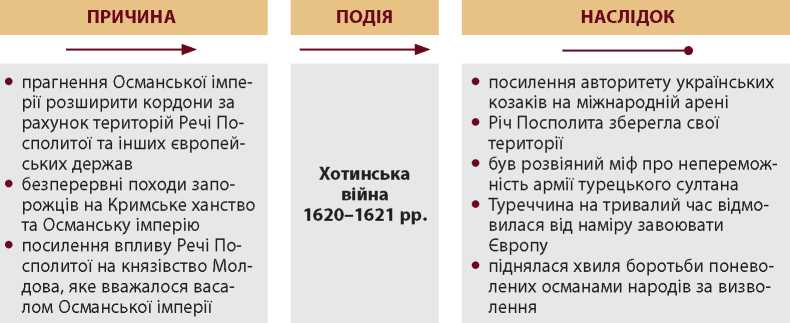 ПРИЧИНА
ПОДІЯ
НАСЛІДОК
• прагнення Османської імпе-
рії розширити кордони за
рахунок територій Речі По-
сполитої та інших європей-
ських держав
• безперервні походи запо-
рожців на Кримське ханство
та Османську імперію
• посилення впливу Речі По-
сполитої на князівство Мол-
дова, яке вважалося васа-
лом Османської імперії
Хотинська
війна
1620–1621 рр.
• посилення авторитету українських
козаків на міжнародній арені
• Річ Посполита зберегла свої
території
• був розвіяний міф про неперемож-
ність армії турецького султана
• Туреччина на тривалий час відмо-
вилася від наміру завоювати
Європу
• піднялася хвиля боротьби понево-
лених османами народів за визво-
лення